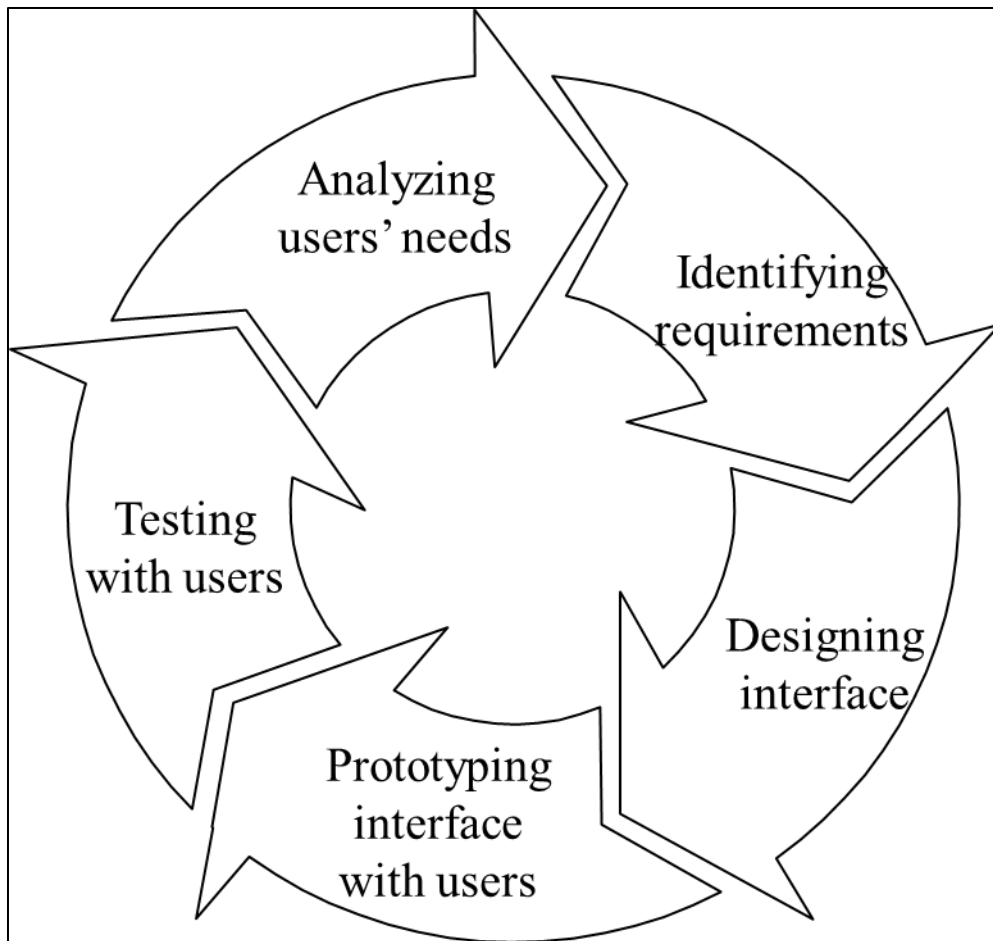 Analyzing
users’ needs
Identifying
requirements
Designing
interface
Prototyping
interface
with users
Testing
with users